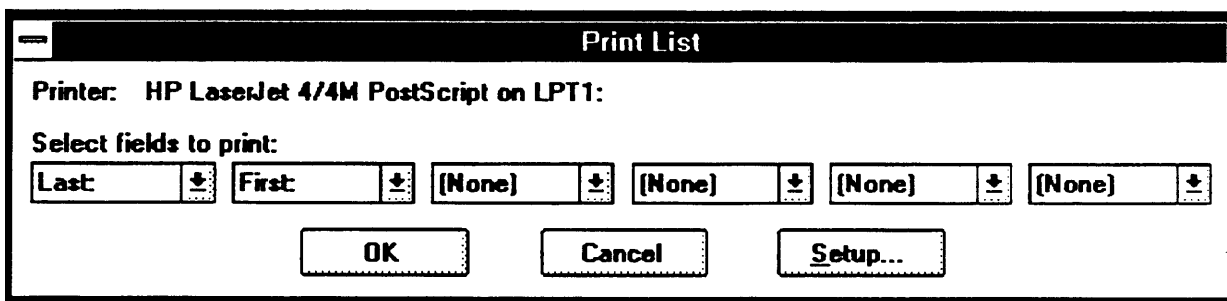 Print List
Printer: HP LaserJet 4/4M PostScript on LPT1:
Select fields to print:
Last: First: (None) (None) (None) (None)
OK Cancel Setup...